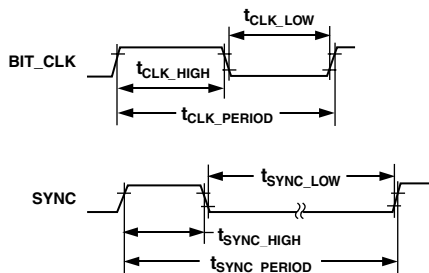 t_CLK_LOW
BIT_CLK
t_CLK_HIGH
t_CLK_PERIOD
t_SYNC_LOW
SYNC
t_SYNC_HIGH
t_SYNC_PERIOD